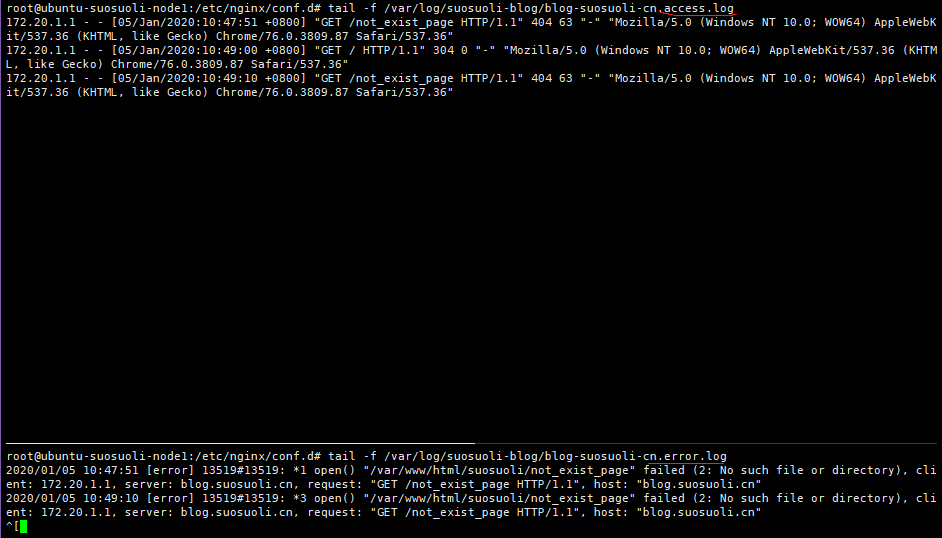 root@ubuntu-suosuoli-node1:/etc/nginx/conf.d# tail -f /var/log/suosuoli-blog/blog-suosuoli-cn.access.log
172.20.1.1 - - [05/Jan/2020:10:47:51 +0800] "GET /not_exist_page HTTP/1.1" 404 63 "-" "Mozilla/5.0 (Windows NT 10.0; WOW64) AppleWebK
it/537.36 (KHTML, like Gecko) Chrome/76.0.3809.87 Safari/537.36"
172.20.1.1 - - [05/Jan/2020:10:49:00 +0800] "GET / HTTP/1.1" 304 0 "-" "Mozilla/5.0 (Windows NT 10.0; WOW64) AppleWebKit/537.36 (KHTM
L, like Gecko) Chrome/76.0.3809.87 Safari/537.36"
172.20.1.1 - - [05/Jan/2020:10:49:10 +0800] "GET /not_exist_page HTTP/1.1" 404 63 "-" "Mozilla/5.0 (Windows NT 10.0; WOW64) AppleWebK
it/537.36 (KHTML, like Gecko) Chrome/76.0.3809.87 Safari/537.36"
root@ubuntu-suosuoli-node1:/etc/nginx/conf.d# tail -f /var/log/suosuoli-blog/blog-suosuoli-cn.error.log
2020/01/05 10:47:51 [error] 13519#13519: *1 open() "/var/www/html/suosuoli/not_exist_page" failed (2: No such file or directory), cli
ent: 172.20.1.1, server: blog.suosuoli.cn, request: "GET /not_exist_page HTTP/1.1", host: "blog.suosuoli.cn"
2020/01/05 10:49:10 [error] 13519#13519: *3 open() "/var/www/html/suosuoli/not_exist_page" failed (2: No such file or directory), cli
ent: 172.20.1.1, server: blog.suosuoli.cn, request: "GET /not_exist_page HTTP/1.1", host: "blog.suosuoli.cn"
^[